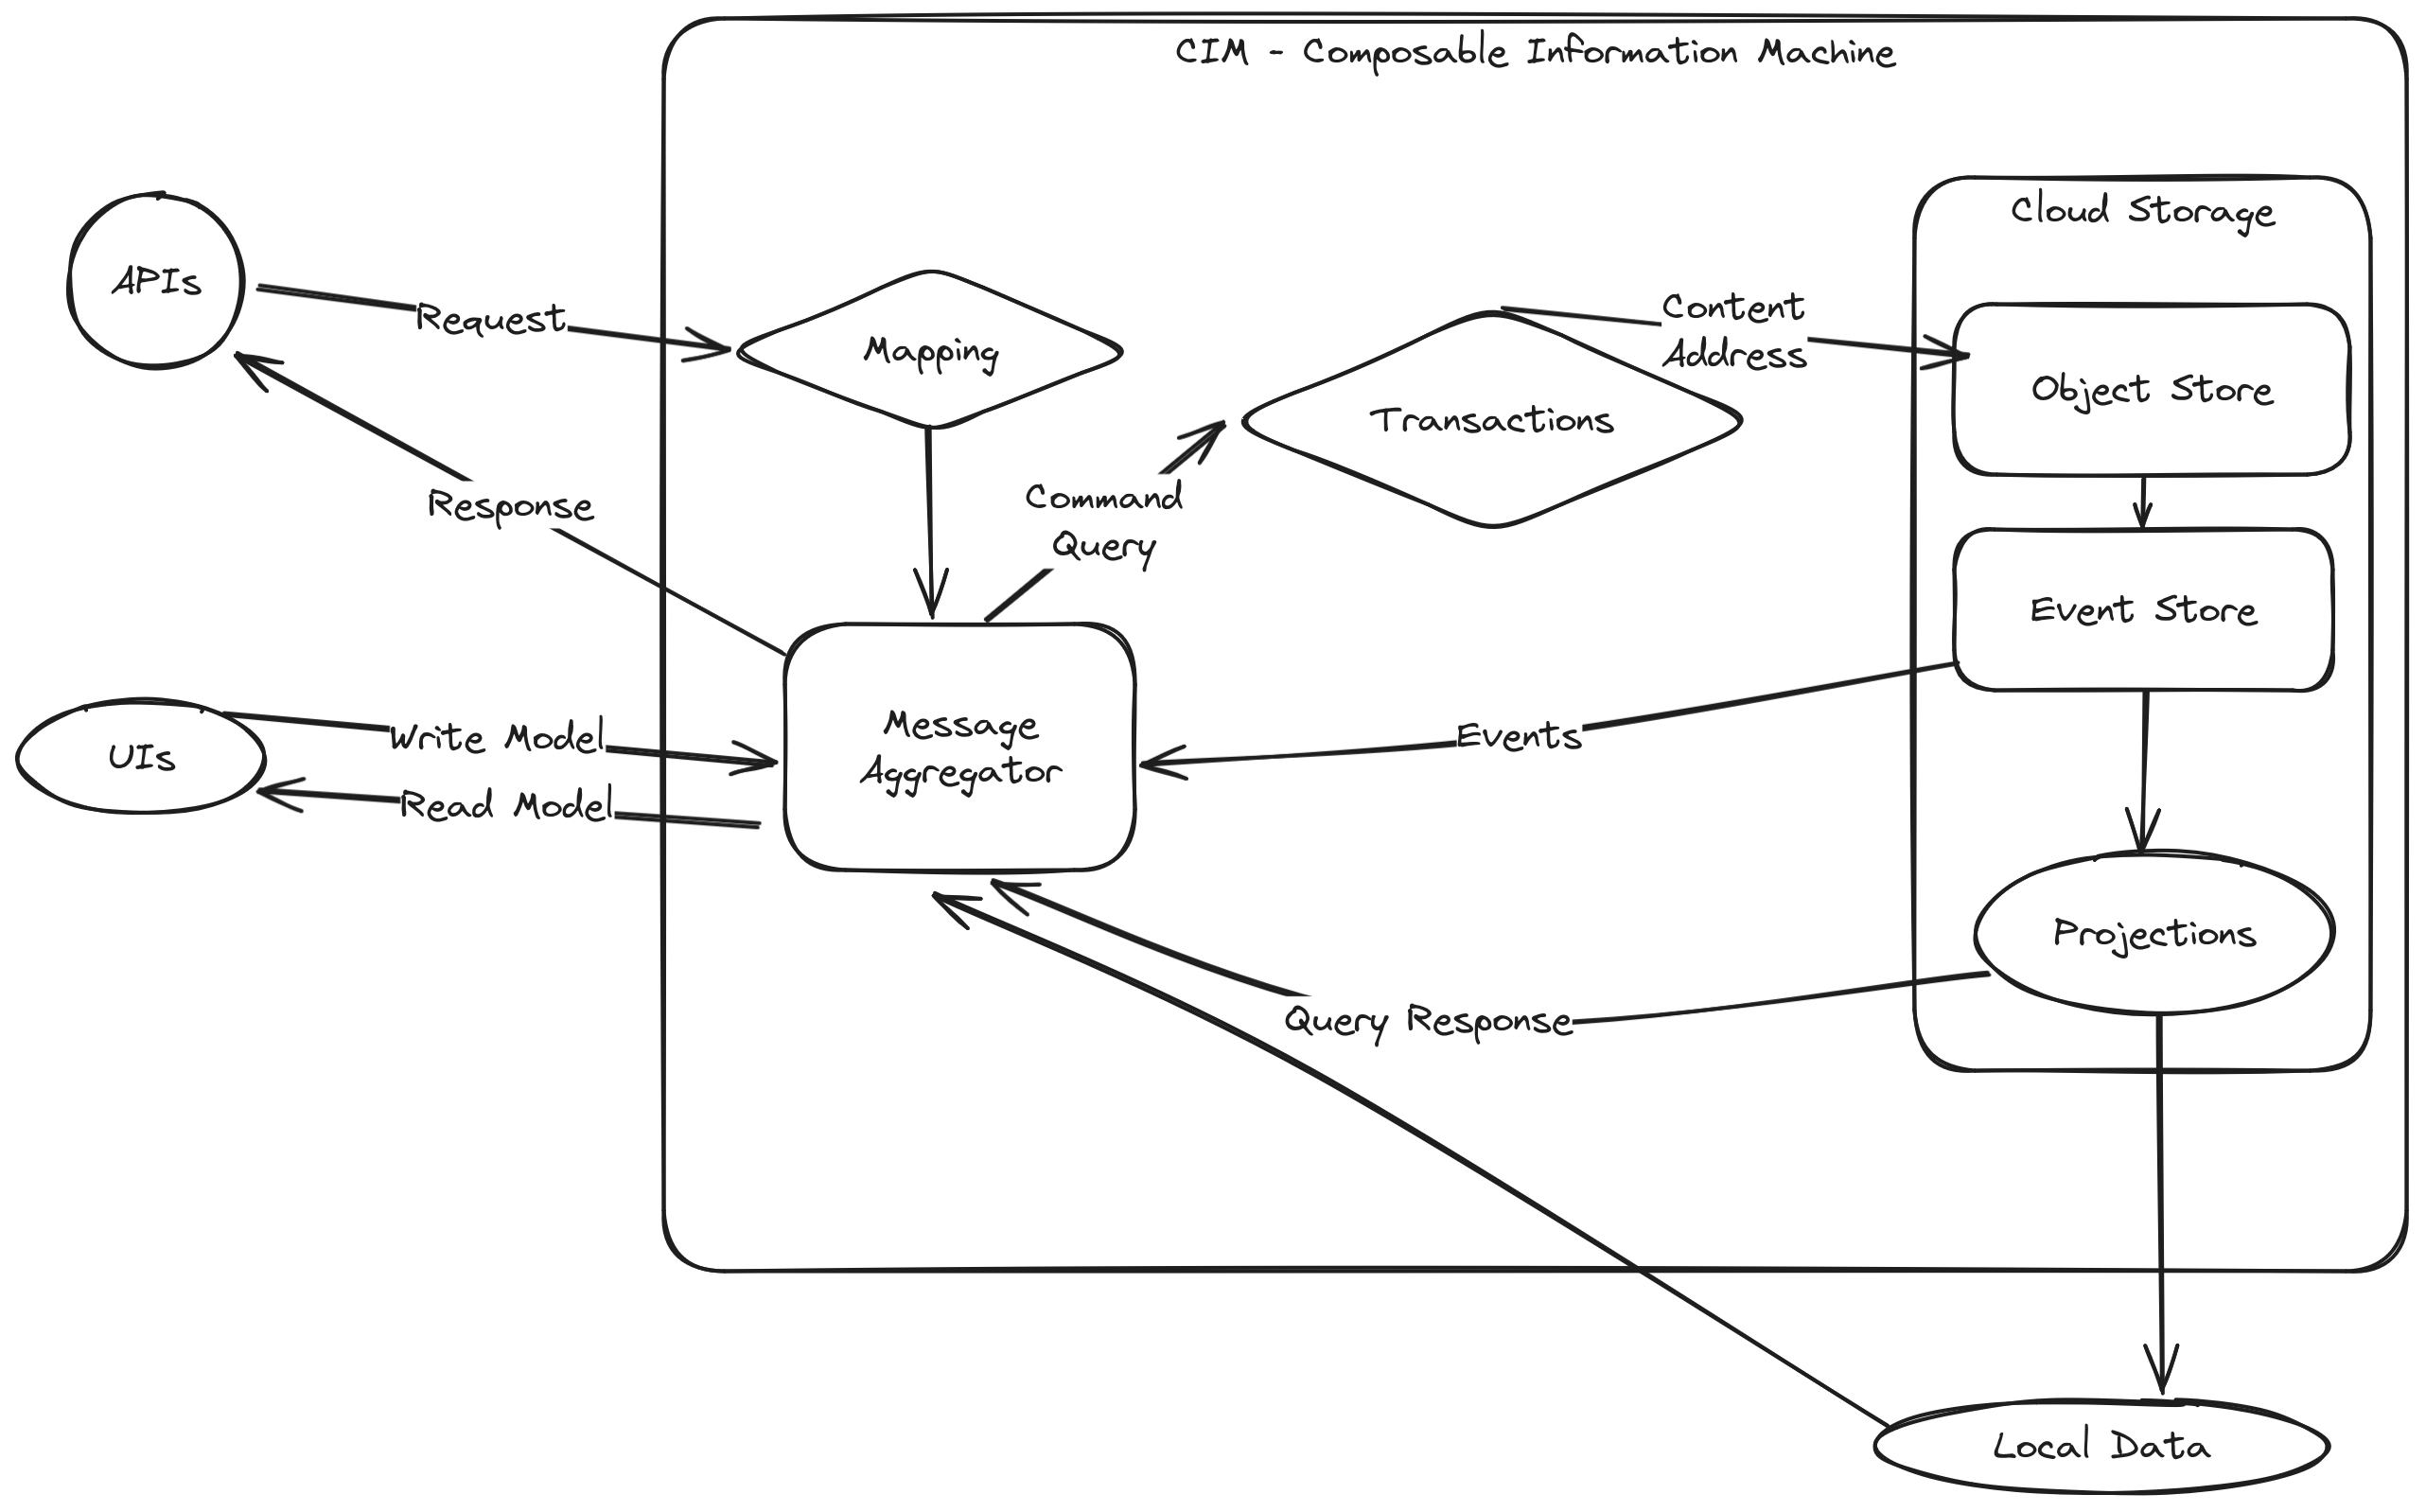 CIM - Composable Information Machine
Cloud Storage
APIs
Request
Mapping
Content
Address
Transactions
Object Store
Response
Command
Query
Event Store
Message
Aggregator
UIs
Write Model
Read Model
Events
Projections
Query Response
Local Data